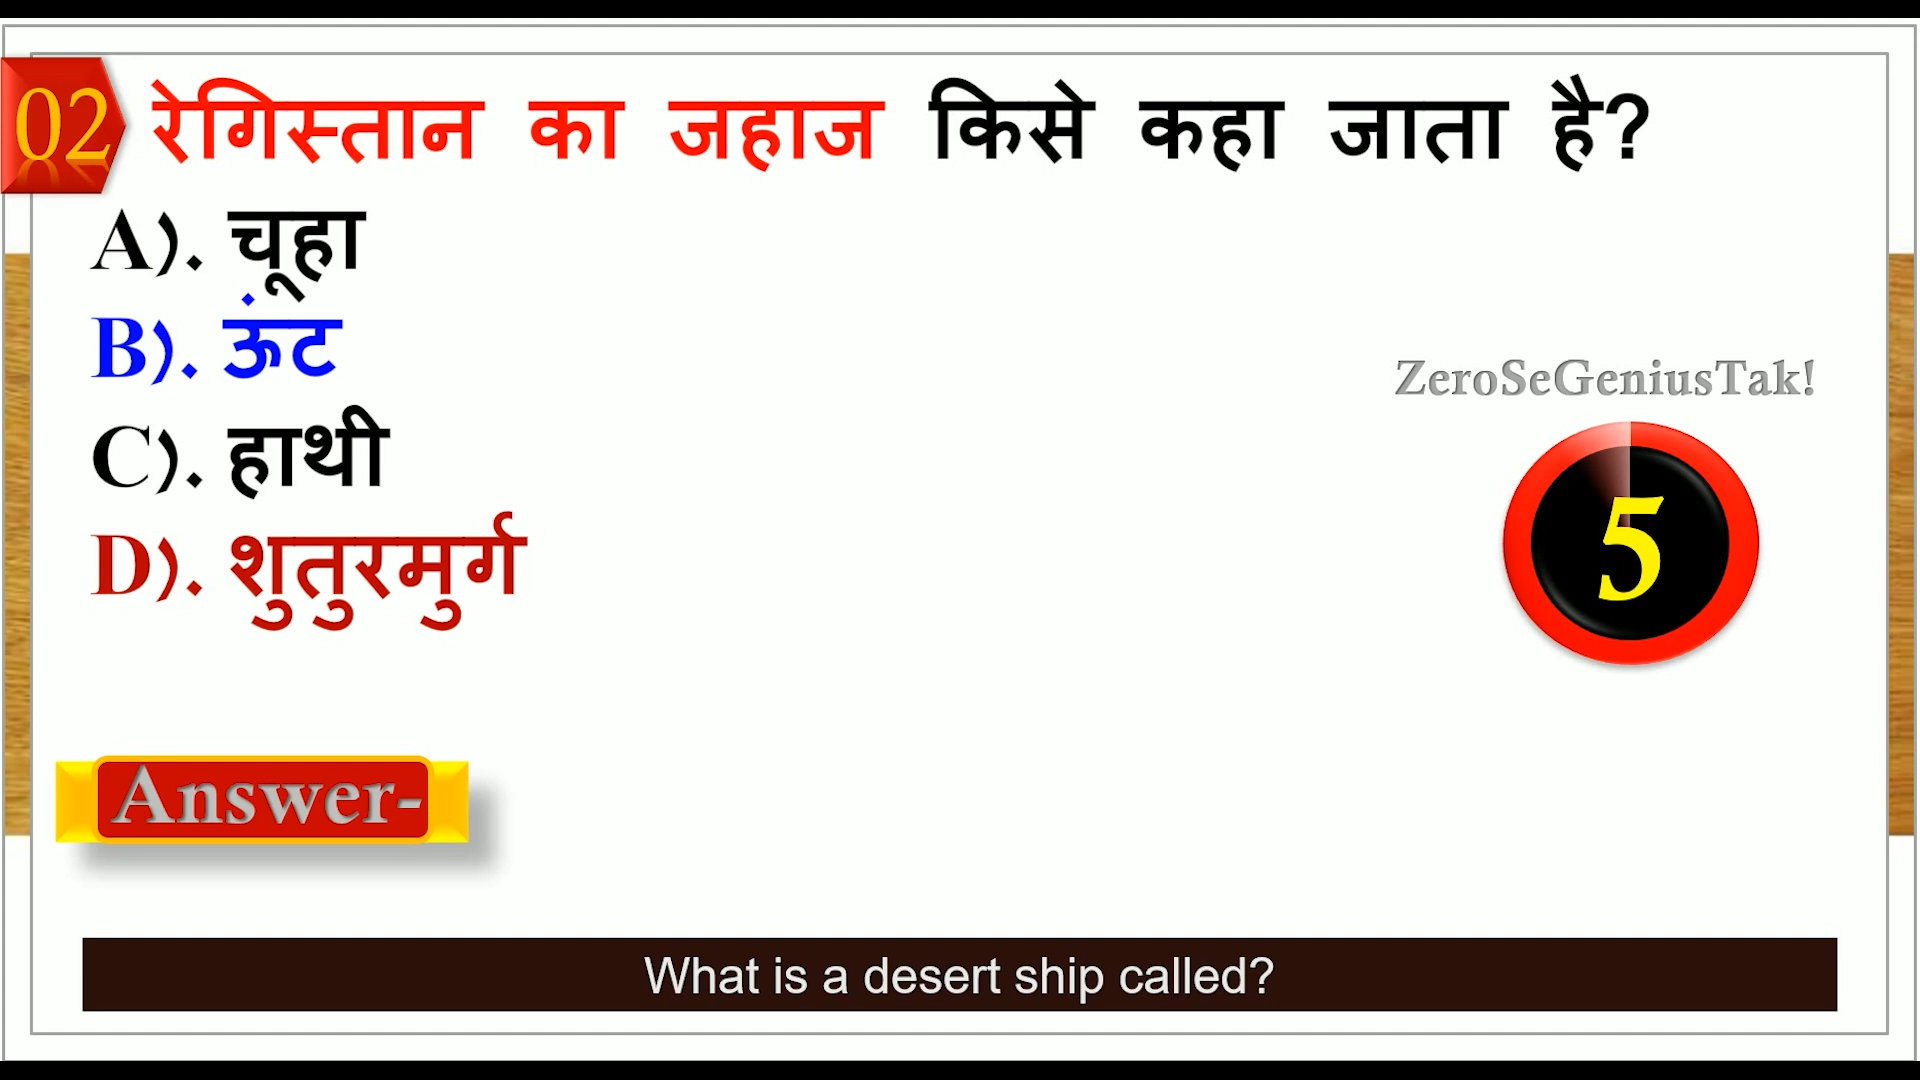 02 रेगिस्तान का जहाज किसे कहा जाता है?
A). चूहा
B). ऊंट
C). हाथी
D). शुतुरमुर्ग
ZeroSeGeniusTak!
5
Answer-
What is a desert ship called?